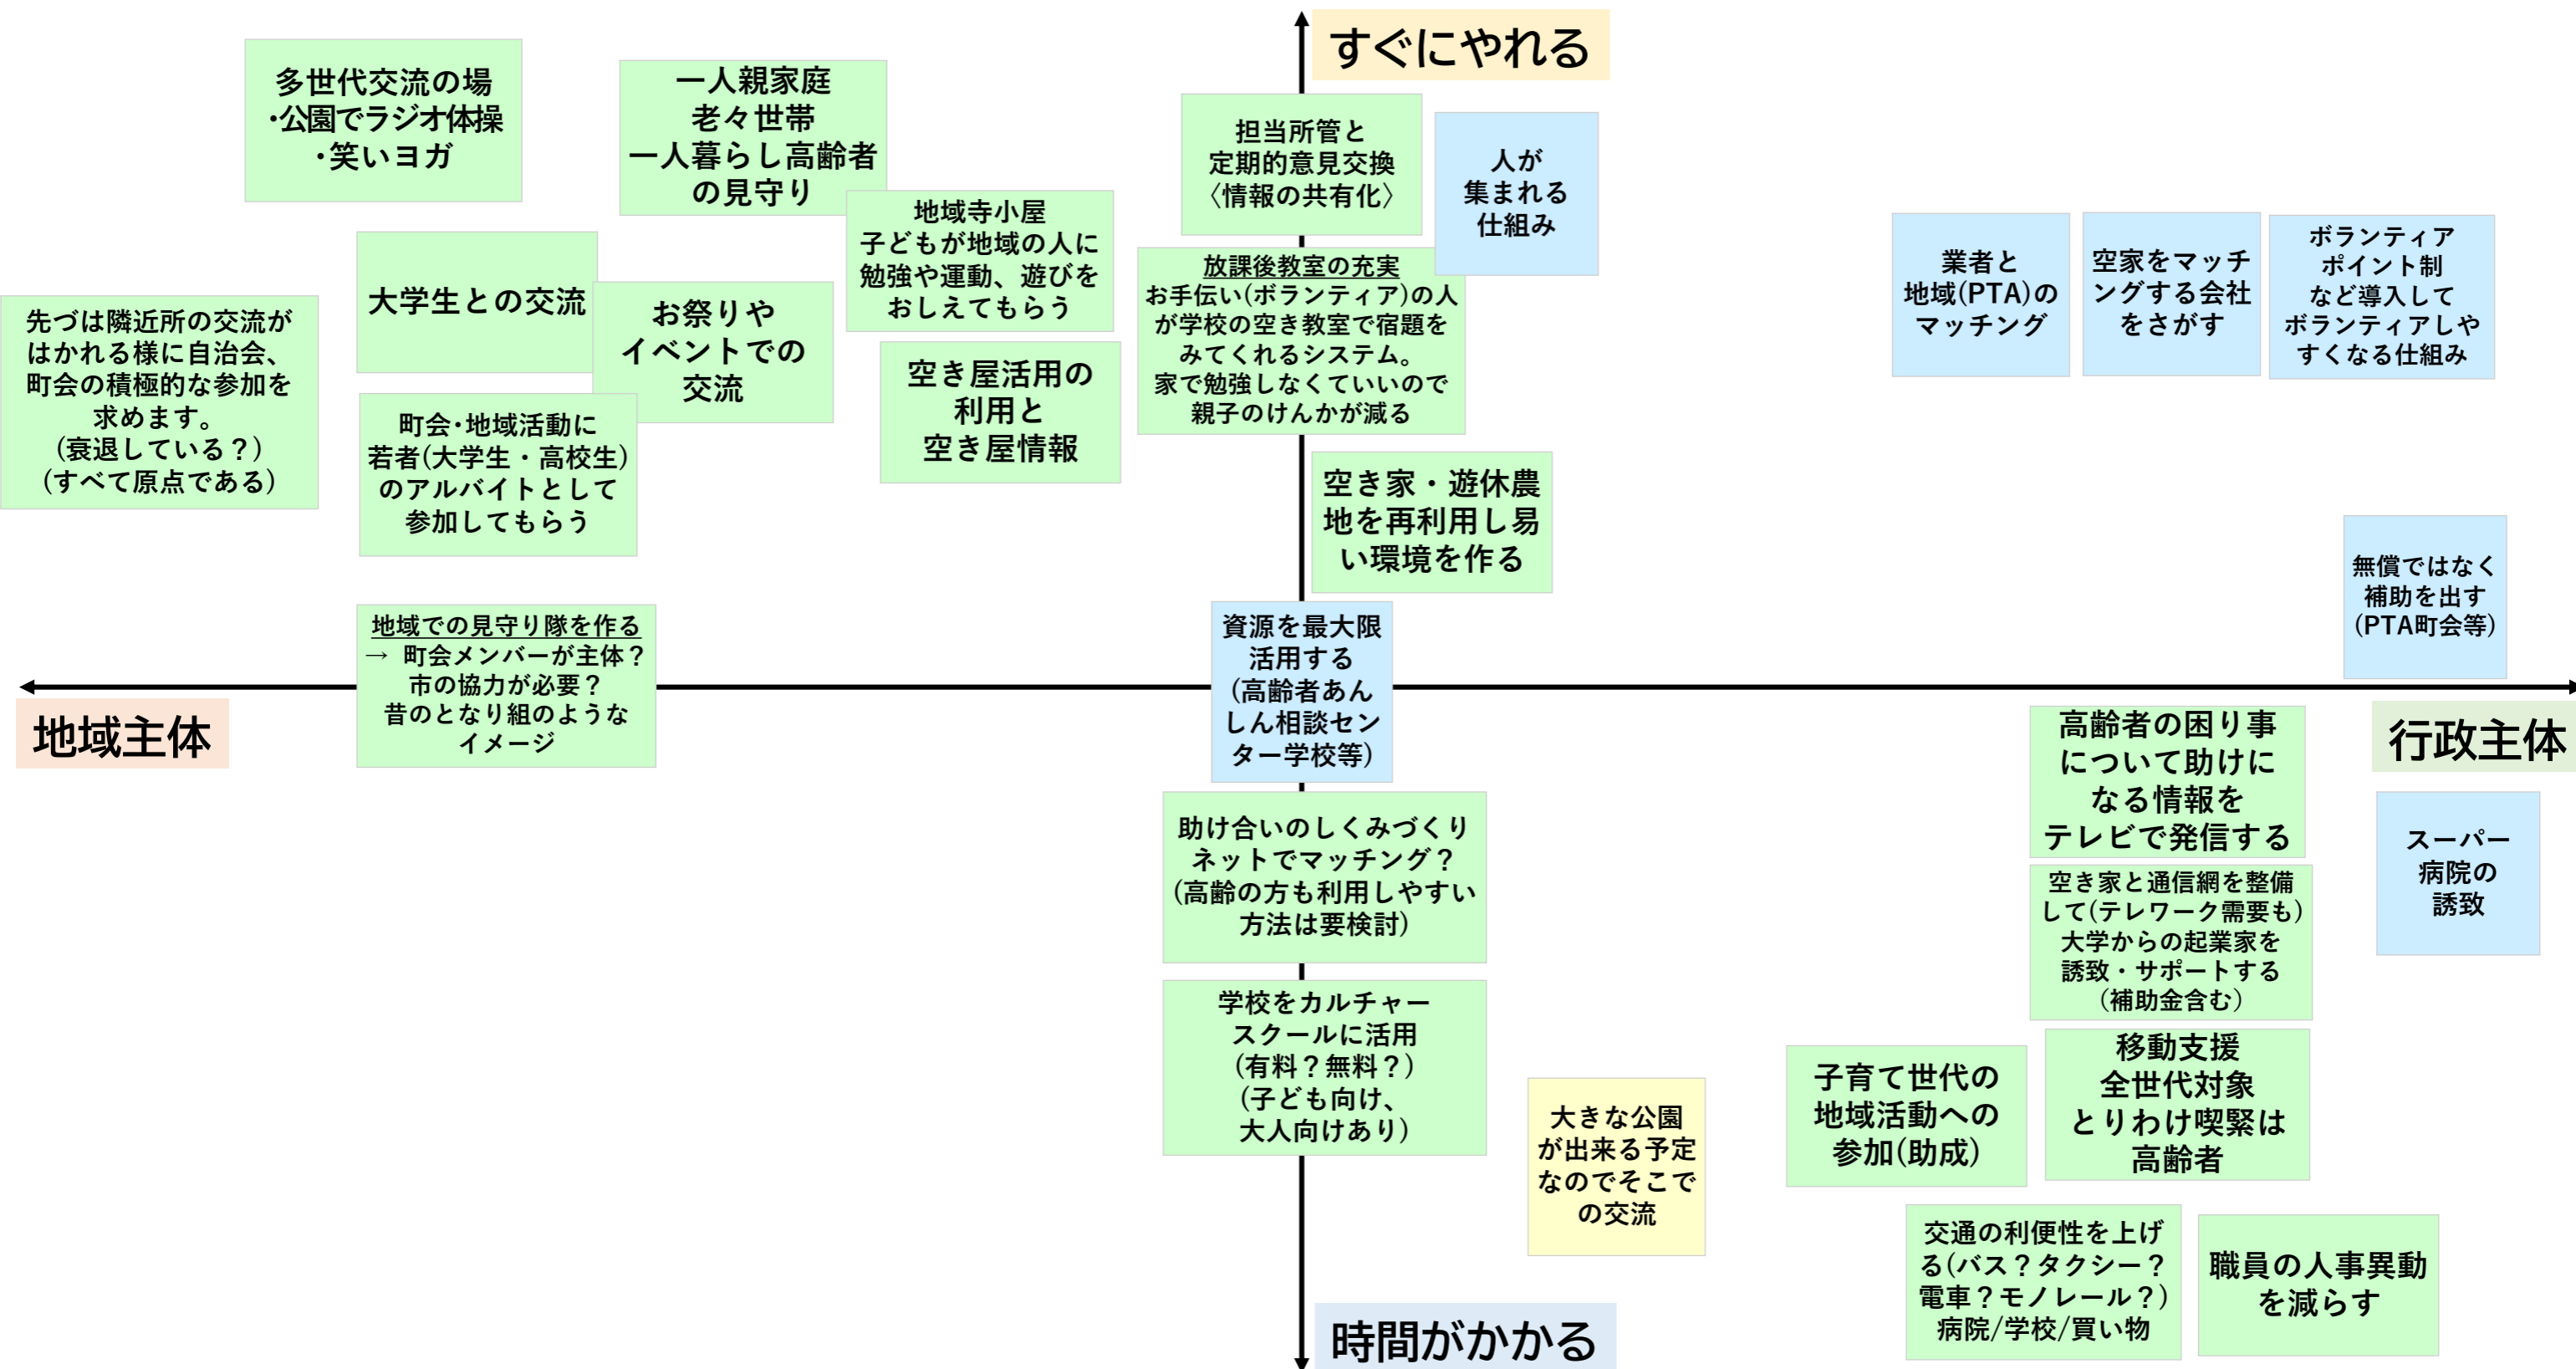 すぐにやれる
多世代交流の場
・公園でラジオ体操
・笑いヨガ
一人親家庭
老々世帯
一人暮らし高齢者
の見守り
担当所管と
定期的意見交換
〈情報の共有化〉
人が
集まれる
仕組み
地域寺小屋
子どもが地域の人に
勉強や運動、遊びを
おしえてもらう
業者と
地域(PTA)の
マッチング
空家をマッチ
ングする会社
をさがす
ボランティア
ポイント制
など導入して
ボランティアしや
すくなる仕組み
大学生との交流
お祭りや
イベントでの
交流
放課後教室の充実
お手伝い(ボランティア)の人
が学校の空き教室で宿題を
みてくれるシステム。
家で勉強しなくていいので
親子のけんかが減る
先づは隣近所の交流が
はかれる様に自治会、
町会の積極的な参加を
求めます。
(衰退している？)
(すべて原点である)
空き屋活用の
利用と
空き屋情報
町会･地域活動に
若者(大学生・高校生)
のアルバイトとして
参加してもらう
空き家・遊休農
地を再利用し易
い環境を作る
無償ではなく
補助を出す
(PTA町会等)
地域での見守り隊を作る
→ 町会メンバーが主体？
市の協力が必要？
昔のとなり組のような
イメージ
資源を最大限
活用する
(高齢者あん
しん相談セン
ター学校等)
地域主体
行政主体
高齢者の困り事
について助けに
なる情報を
テレビで発信する
助け合いのしくみづくり
ネットでマッチング？
(高齢の方も利用しやすい
方法は要検討)
スーパー
病院の
誘致
空き家と通信網を整備
して(テレワーク需要も)
大学からの起業家を
誘致・サポートする
(補助金含む)
学校をカルチャー
スクールに活用
(有料？無料？)
(子ども向け、
大人向けあり)
大きな公園
が出来る予定
なのでそこで
の交流
子育て世代の
地域活動への
参加(助成)
移動支援
全世代対象
とりわけ喫緊は
高齢者
交通の利便性を上げ
る(バス？タクシー？
電車？モノレール？)
病院/学校/買い物
職員の人事異動
を減らす
時間がかかる